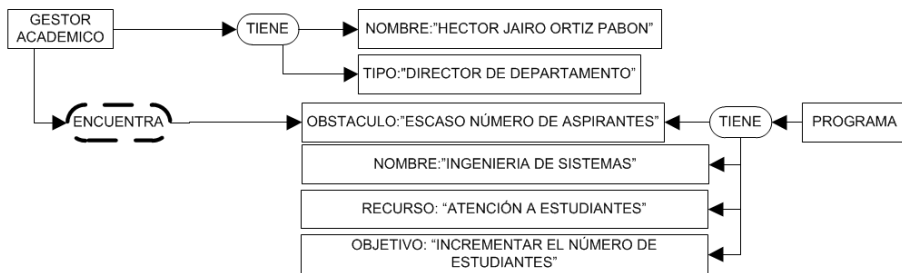 GESTOR
ACADEMICO
TIENE
NOMBRE:"HECTOR JAIRO ORTIZ PABON"
TIPO:"DIRECTOR DE DEPARTAMENTO"
ENCUENTRA
OBSTACULO:"ESCASO NÚMERO DE ASPIRANTES"
TIENE
PROGRAMA
NOMBRE:"INGENIERIA DE SISTEMAS"
RECURSO: “ATENCIÓN A ESTUDIANTES”
OBJETIVO: “INCREMENTAR EL NÚMERO DE
ESTUDIANTES”